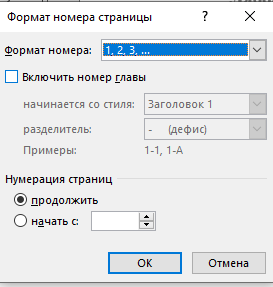 Формат номера страницы
Формат номера: 1, 2, 3, ...
Включить номер главы
начинается со стиля: Заголовок 1
разделитель: - (дефис)
Примеры: 1-1, 1-A
Нумерация страниц
продолжить
начать с:
ОК Отмена